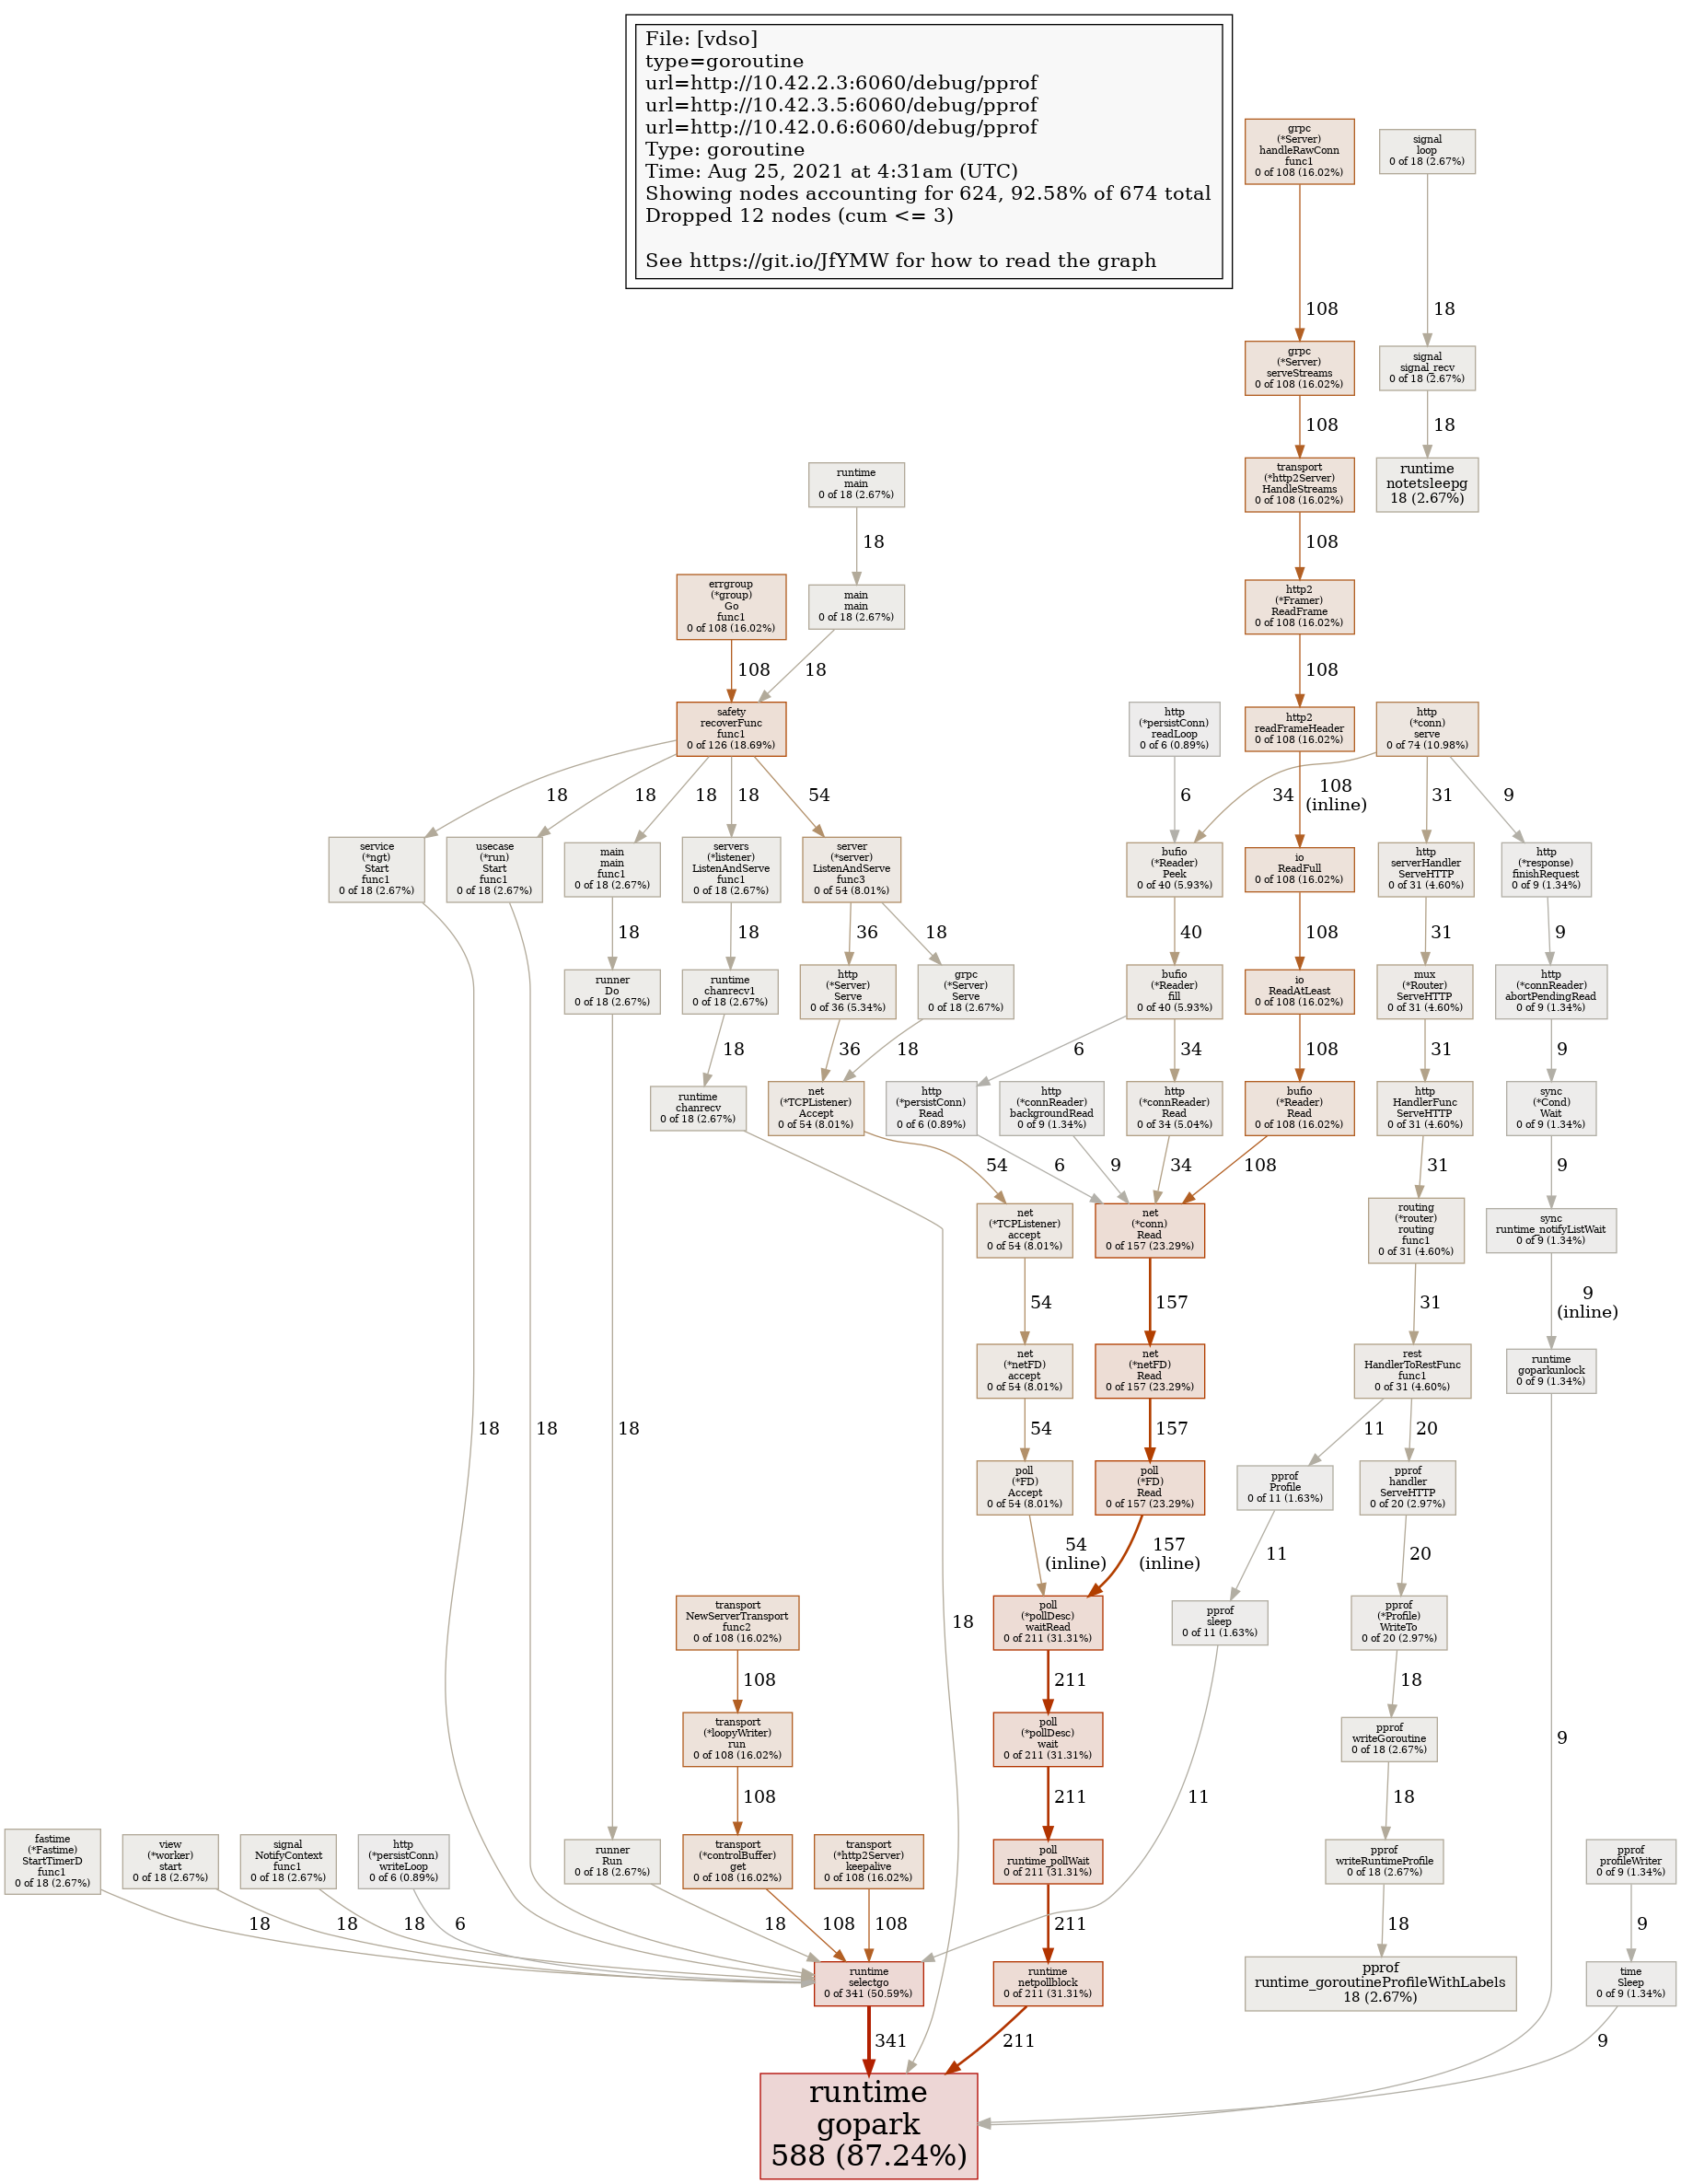 File: [vdso]
type=goroutine
url=http://10.42.2.3:6060/debug/pprof
url=http://10.42.3.5:6060/debug/pprof
url=http://10.42.0.6:6060/debug/pprof
Type: goroutine
Time: Aug 25, 2021 at 4:31am (UTC)
Showing nodes accounting for 624, 92.58% of 674 total
Dropped 12 nodes (cum <= 3)
See https://git.io/JfYMW for how to read the graph
grpc
(*Server)
handleRawConn
func1
0 of 108 (16.02%)
signal
loop
0 of 18 (2.67%)
108
18
grpc
(*Server)
serveStreams
0 of 108 (16.02%)
signal
signal_recv
0 of 18 (2.67%)
108
18
runtime
main
0 of 18 (2.67%)
transport
(*http2Server)
HandleStreams
0 of 108 (16.02%)
runtime
notetsleepg
18 (2.67%)
18
108
errgroup
(*group)
Go
func1
0 of 108 (16.02%)
main
main
0 of 18 (2.67%)
http2
(*Framer)
ReadFrame
0 of 108 (16.02%)
108
18
108
safety
recoverFunc
func1
0 of 126 (18.69%)
http
(*persistConn)
readLoop
0 of 6 (0.89%)
http2
readFrameHeader
0 of 108 (16.02%)
http
(*conn)
serve
0 of 74 (10.98%)
18
18
18
18
54
6
34
108
(inline)
31
9
service
(*ngt)
Start
func1
0 of 18 (2.67%)
usecase
(*run)
Start
func1
0 of 18 (2.67%)
main
main
func1
0 of 18 (2.67%)
servers
(*listener)
ListenAndServe
func1
0 of 18 (2.67%)
server
(*server)
ListenAndServe
func3
0 of 54 (8.01%)
bufio
(*Reader)
Peek
0 of 40 (5.93%)
io
ReadFull
0 of 108 (16.02%)
http
serverHandler
ServeHTTP
0 of 31 (4.60%)
http
(*response)
finishRequest
0 of 9 (1.34%)
18
18
36
18
40
108
31
9
runner
Do
0 of 18 (2.67%)
runtime
chanrecv1
0 of 18 (2.67%)
http
(*Server)
Serve
0 of 36 (5.34%)
grpc
(*Server)
Serve
0 of 18 (2.67%)
bufio
(*Reader)
fill
0 of 40 (5.93%)
io
ReadAtLeast
0 of 108 (16.02%)
mux
(*Router)
ServeHTTP
0 of 31 (4.60%)
http
(*connReader)
abortPendingRead
0 of 9 (1.34%)
18
36
18
6
34
108
31
9
runtime
chanrecv
0 of 18 (2.67%)
net
(*TCPListener)
Accept
0 of 54 (8.01%)
http
(*persistConn)
Read
0 of 6 (0.89%)
http
(*connReader)
backgroundRead
0 of 9 (1.34%)
http
(*connReader)
Read
0 of 34 (5.04%)
bufio
(*Reader)
Read
0 of 108 (16.02%)
http
HandlerFunc
ServeHTTP
0 of 31 (4.60%)
sync
(*Cond)
Wait
0 of 9 (1.34%)
54
6
9
34
108
31
9
net
(*TCPListener)
accept
0 of 54 (8.01%)
net
(*conn)
Read
0 of 157 (23.29%)
routing
(*router)
routing
func1
0 of 31 (4.60%)
sync
runtime_notifyListWait
0 of 9 (1.34%)
54
157
31
9
(inline)
net
(*netFD)
accept
0 of 54 (8.01%)
net
(*netFD)
Read
0 of 157 (23.29%)
rest
HandlerToRestFunc
func1
0 of 31 (4.60%)
runtime
goparkunlock
0 of 9 (1.34%)
18
18
18
54
157
11
20
poll
(*FD)
Accept
0 of 54 (8.01%)
poll
(*FD)
Read
0 of 157 (23.29%)
pprof
Profile
0 of 11 (1.63%)
pprof
handler
ServeHTTP
0 of 20 (2.97%)
54
(inline)
157
(inline)
11
20
transport
NewServerTransport
func2
0 of 108 (16.02%)
18
poll
(*pollDesc)
waitRead
0 of 211 (31.31%)
pprof
sleep
0 of 11 (1.63%)
pprof
(*Profile)
WriteTo
0 of 20 (2.97%)
108
211
18
transport
(*loopyWriter)
run
0 of 108 (16.02%)
poll
(*pollDesc)
wait
0 of 211 (31.31%)
pprof
writeGoroutine
0 of 18 (2.67%)
9
108
211
11
18
fastime
(*Fastime)
StartTimerD
func1
0 of 18 (2.67%)
view
(*worker)
start
0 of 18 (2.67%)
signal
NotifyContext
func1
0 of 18 (2.67%)
http
(*persistConn)
writeLoop
0 of 6 (0.89%)
runner
Run
0 of 18 (2.67%)
transport
(*controlBuffer)
get
0 of 108 (16.02%)
transport
(*http2Server)
keepalive
0 of 108 (16.02%)
poll
runtime_pollWait
0 of 211 (31.31%)
pprof
writeRuntimeProfile
0 of 18 (2.67%)
pprof
profileWriter
0 of 9 (1.34%)
18
18
18
6
18
108
108
211
18
9
runtime
selectgo
0 of 341 (50.59%)
runtime
netpollblock
0 of 211 (31.31%)
pprof
runtime_goroutineProfileWithLabels
18 (2.67%)
time
Sleep
0 of 9 (1.34%)
341
211
9
runtime
gopark
588 (87.24%)